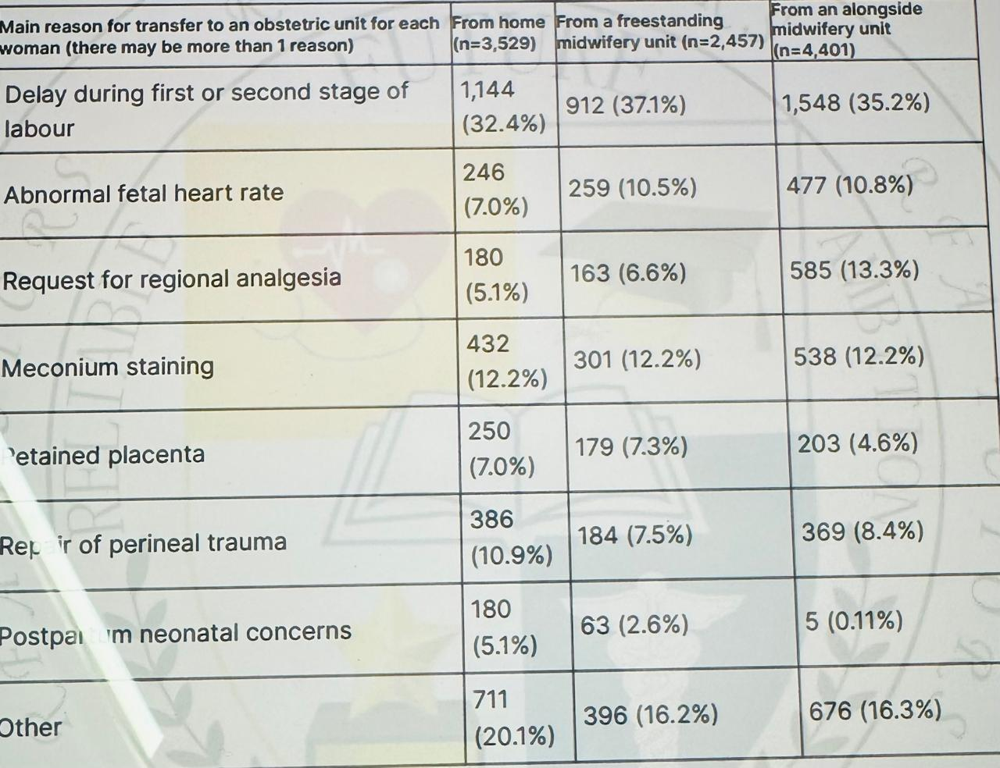 Main reason for transfer to an obstetric unit for each
woman (there may be more than 1 reason)
From home
(n=3,529)
From a freestanding
midwifery unit (n=2,457)
From an alongside
midwifery unit
(n=4,401)
Delay during first or second stage of
labour
1,144
(32.4%)
912 (37.1%)
1,548 (35.2%)
Abnormal fetal heart rate
246
(7.0%)
259 (10.5%)
477 (10.8%)
Request for regional analgesia
180
(5.1%)
163 (6.6%)
585 (13.3%)
Meconium staining
432
(12.2%)
301 (12.2%)
538 (12.2%)
Retained placenta
250
(7.0%)
179 (7.3%)
203 (4.6%)
Repair of perineal trauma
386
(10.9%)
184 (7.5%)
369 (8.4%)
Postpartum neonatal concerns
180
(5.1%)
63 (2.6%)
5 (0.11%)
Other
711
(20.1%)
396 (16.2%)
676 (16.3%)
FUTURE
RELIABLE
AMBITION